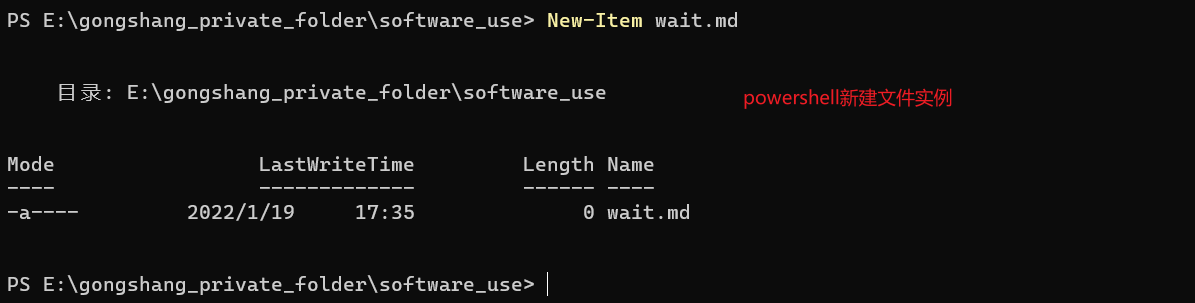 PS E:\gongshang_private_folder\software_use> New-Item wait.md
目录: E:\gongshang_private_folder\software_use
powershell新建文件实例
Mode LastWriteTime Length Name
---- ------------- ------ ----
-a---- 2022/1/19 17:35 0 wait.md
PS E:\gongshang_private_folder\software_use>